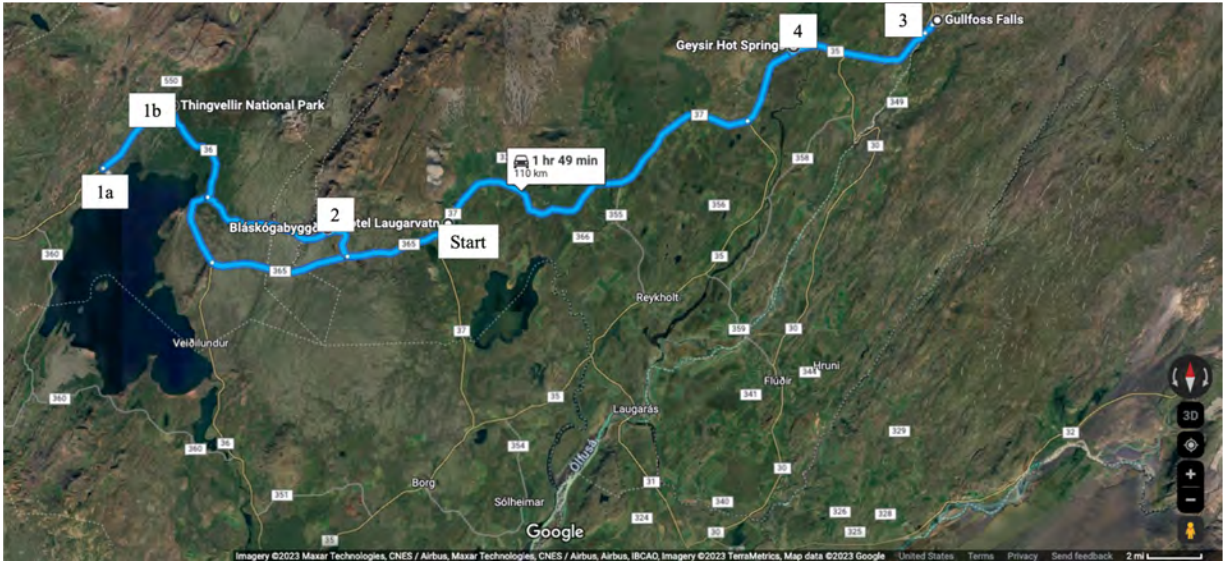 3
Gullfoss Falls
4
Geysir Hot Springs
35
550
1b
Thingvellir National Park
37
349
36
30
1 hr 49 min
110 km
358
1a
2
37
355
356
Bláskógabyggð
Hotel Laugarvatn
Start
365
366
360
365
35
Reykholt
37
359
30
Veiðilundur
344
Hruni
Flúðir
341
360
35
Laugarás
329
32
36
360
354
Ölfusá
30
Borg
31
351
Sólheimar
340
326
328
324
325
35
30
3D
Google
Imagery ©2023 Maxar Technologies, CNES / Airbus, Maxar Technologies, CNES / Airbus, Airbus, IBCAO, Imagery ©2023 TerraMetrics, Map data ©2023 Google United States Terms Privacy Send feedback 2 mi